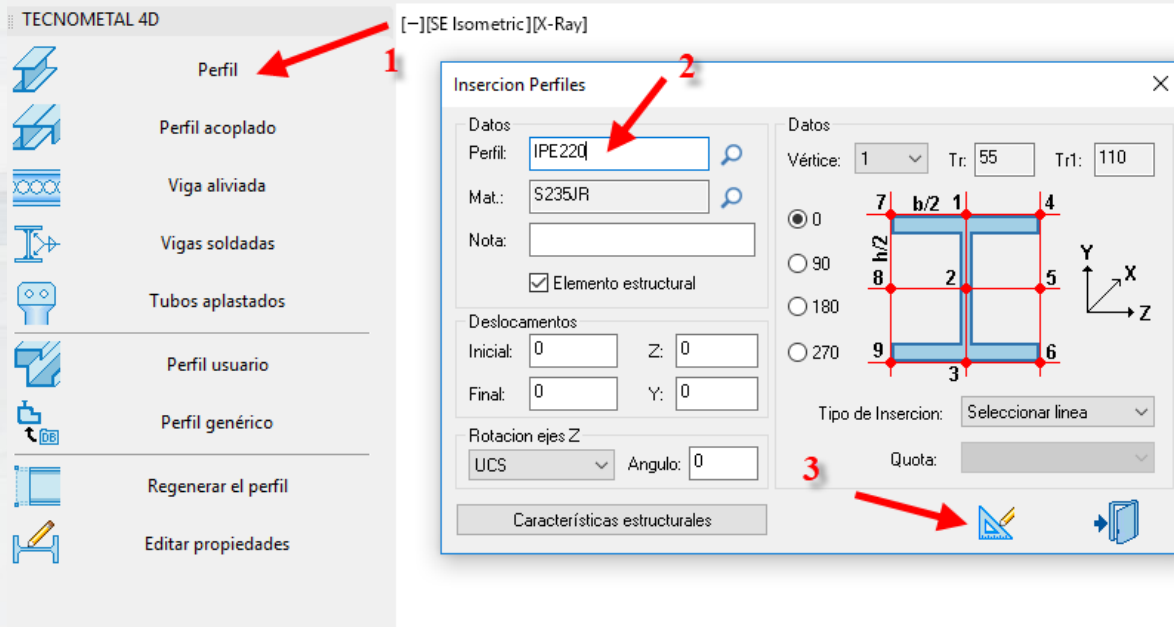 TECNOMETAL 4D
Perfil
Perfil acoplado
Viga aliviada
Vigas soldadas
Tubos aplastados
Perfil usuario
Perfil genérico
DB
Regenerar el perfil
Editar propiedades
1
[−][SE Isometric][X-Ray]
2
Insercion Perfiles
Datos
Perfil: IPE220
Mat.: S235JR
Nota:
Elemento estructural
Deslocamentos
Inicial: 0 Z: 0
Final: 0 Y: 0
Rotacion ejes Z
UCS Angulo: 0
Características estructurales
Datos
Vértice: 1 Tr: 55 Tr1: 110
0
90
180
270
7 b/2 1 4
h/2
8 2 5
9 3 6
Y
X
Z
Tipo de Insercion: Seleccionar linea
Quota:
3